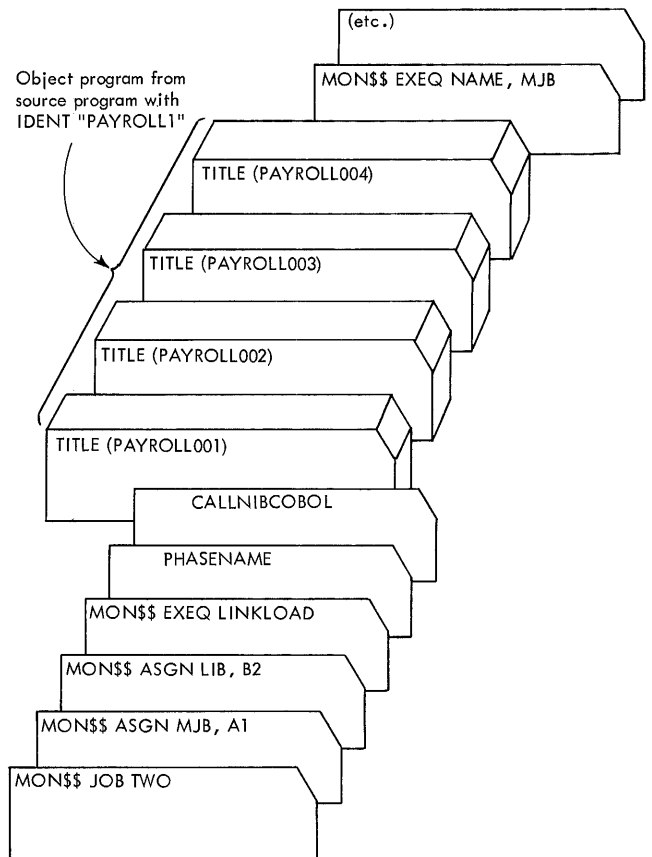 (etc.)
MON$$ EXEQ NAME, MJB
Object program from
source program with
IDENT "PAYROLL1"
TITLE (PAYROLL004)
TITLE (PAYROLL003)
TITLE (PAYROLL002)
TITLE (PAYROLL001)
CALLNIBCOBOL
PHASENAME
MON$$ EXEQ LINKLOAD
MON$$ ASGN LIB, B2
MON$$ ASGN MJB, A1
MON$$ JOB TWO